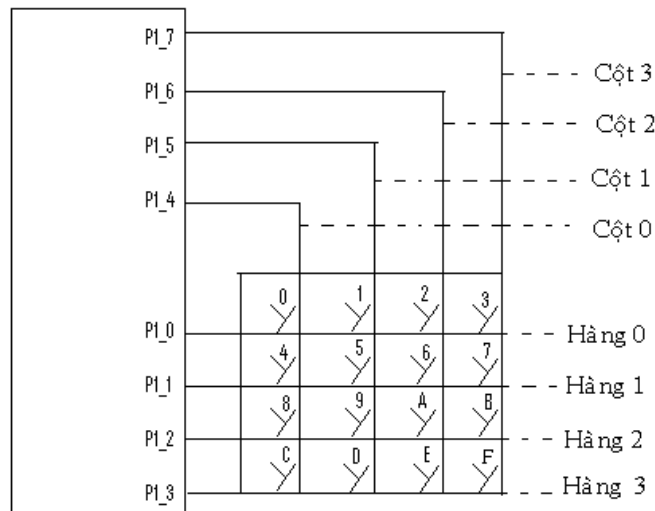 P1_7
Cột 3
P1_6
Cột 2
P1_5
Cột 1
P1_4
Cột 0
0 1 2 3
P1_0
Hàng 0
4 5 6 7
P1_1
Hàng 1
8 9 A B
P1_2
Hàng 2
C D E F
P1_3
Hàng 3